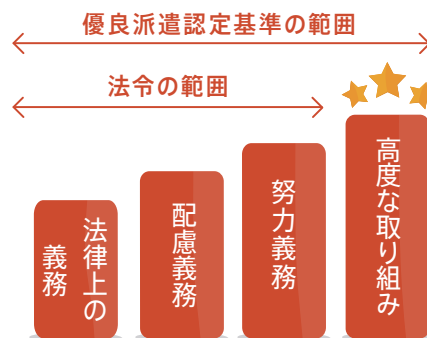 優良派遣認定基準の範囲
法令の範囲
法律上の
義務
配慮義務
努力義務
高度な取り組み